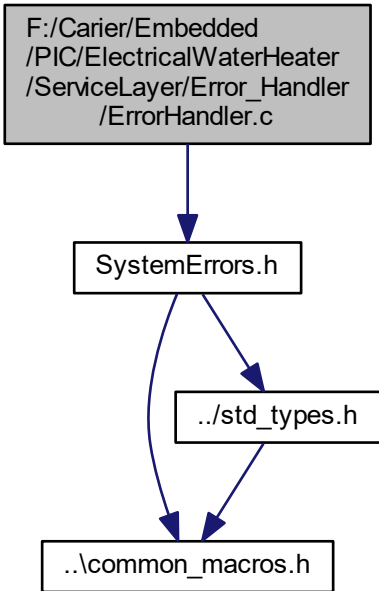 F:/Carier/Embedded
/PIC/ElectricalWaterHeater
/ServiceLayer/Error_Handler
/ErrorHandler.c
SystemErrors.h
../std_types.h
..\common_macros.h